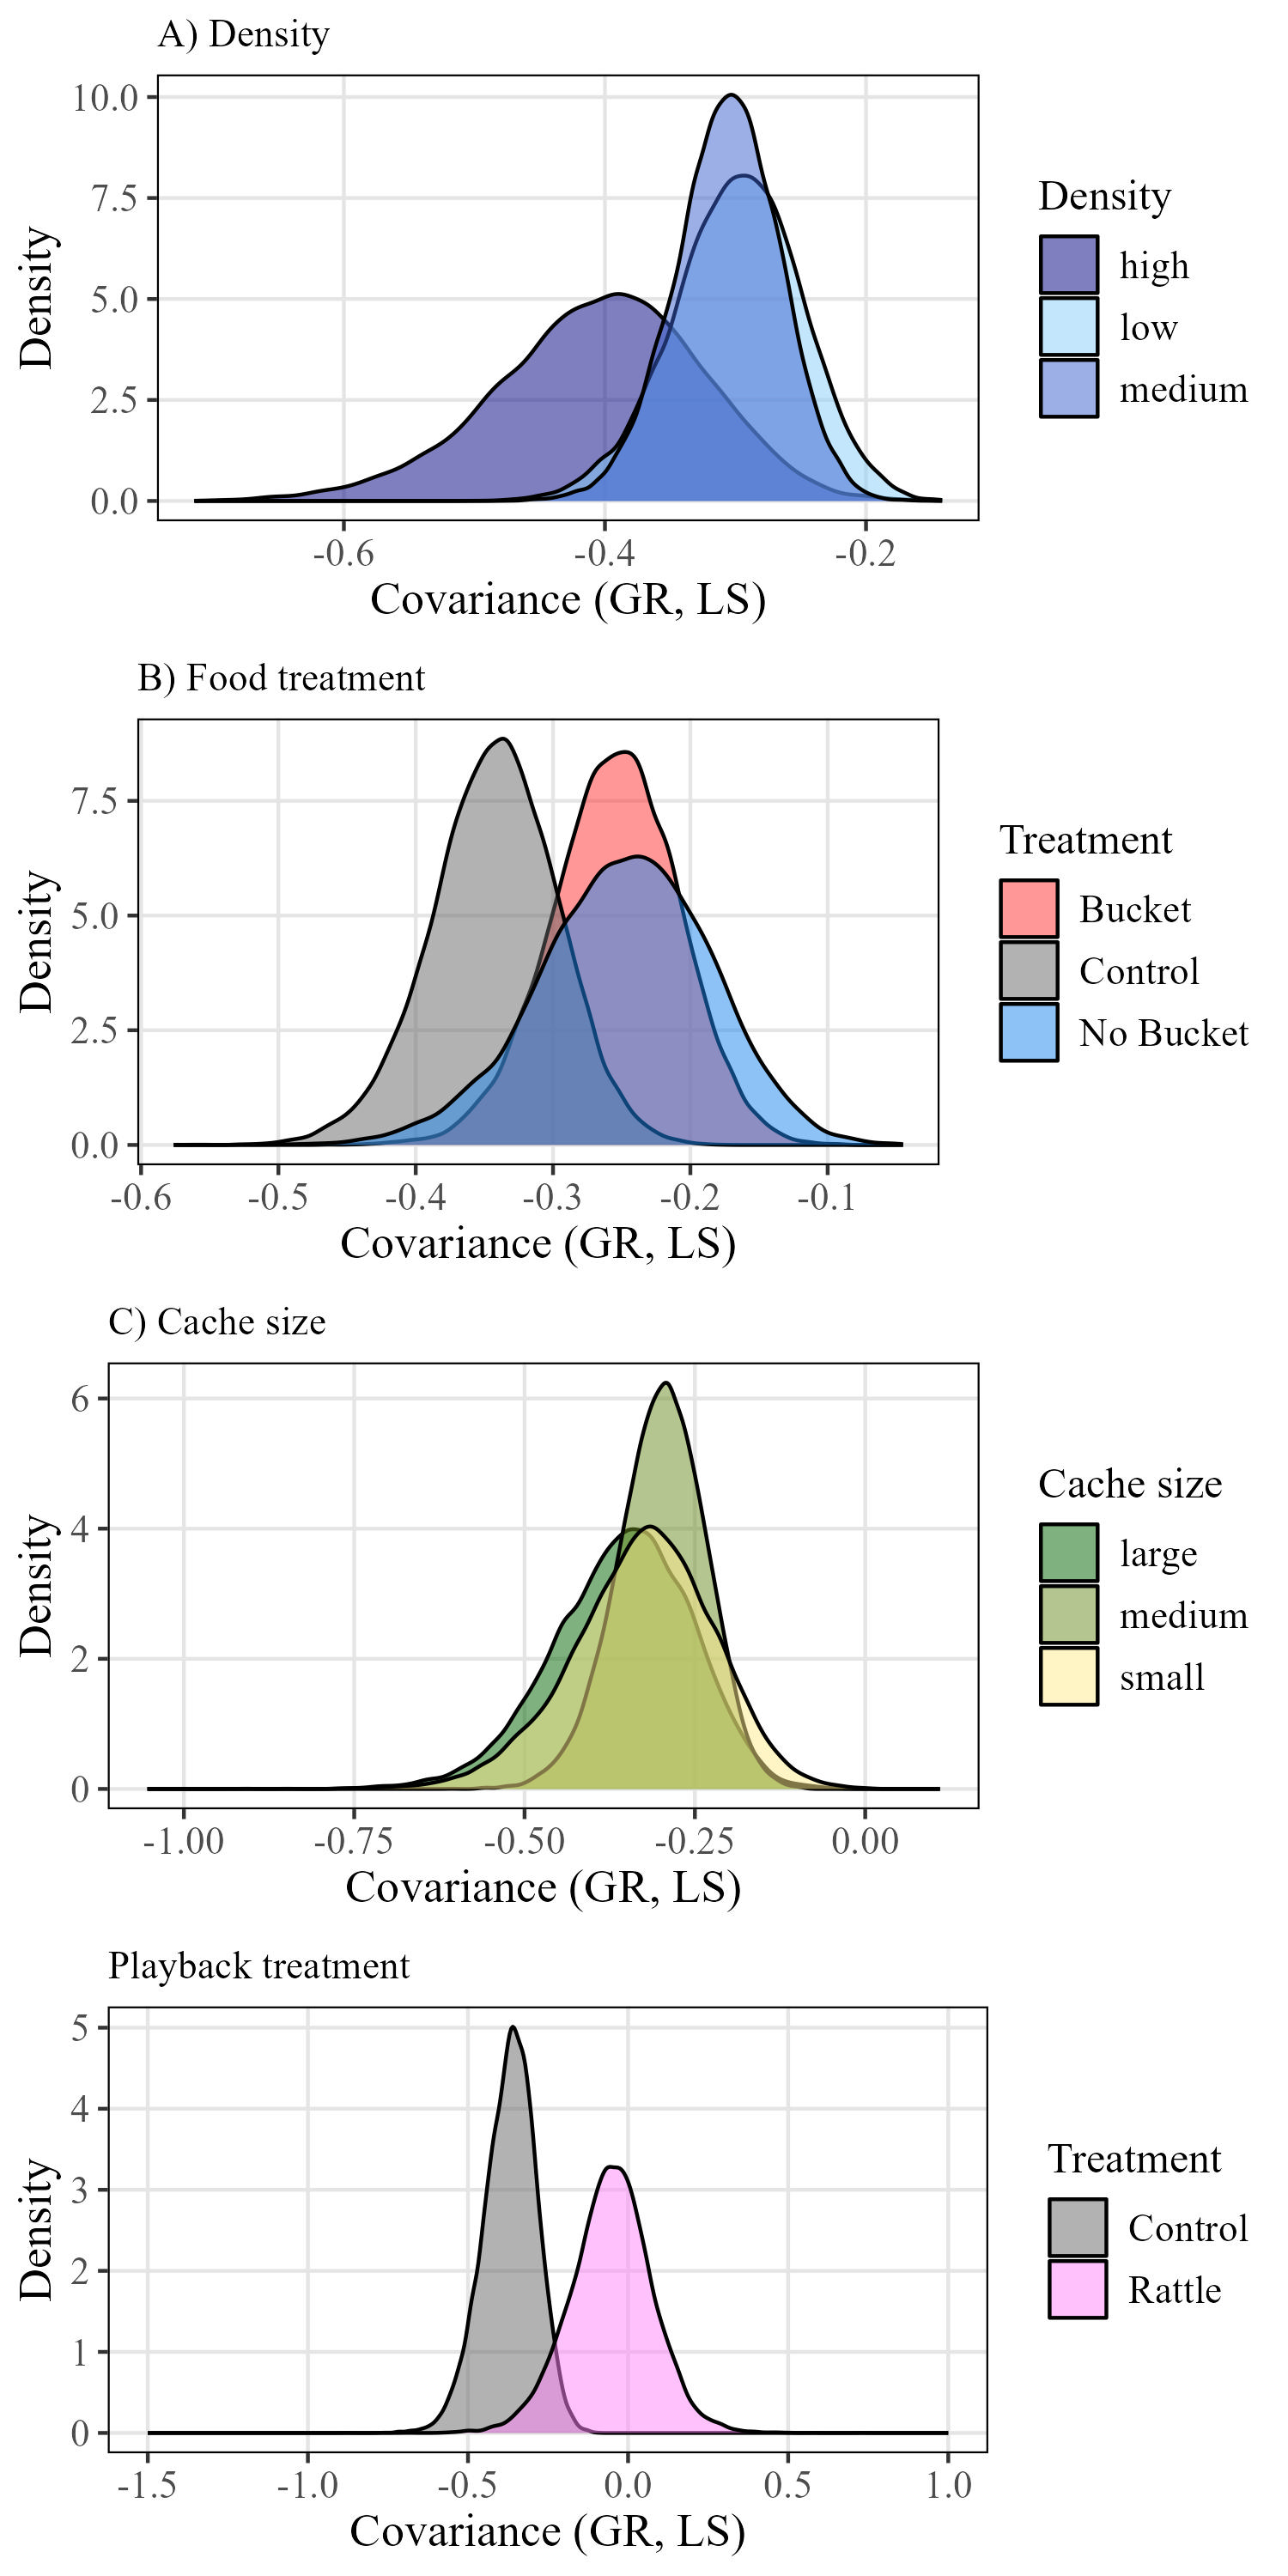 A) Density
10.0
7.5
5.0
2.5
0.0
Density
-0.6 -0.4 -0.2
Covariance (GR, LS)
Density
high
low
medium
B) Food treatment
7.5
5.0
2.5
0.0
Density
-0.6 -0.5 -0.4 -0.3 -0.2 -0.1
Covariance (GR, LS)
Treatment
Bucket
Control
No Bucket
C) Cache size
6
4
2
0
Density
-1.00 -0.75 -0.50 -0.25 0.00
Covariance (GR, LS)
Cache size
large
medium
small
Playback treatment
5
4
3
2
1
0
Density
-1.5 -1.0 -0.5 0.0 0.5 1.0
Covariance (GR, LS)
Treatment
Control
Rattle